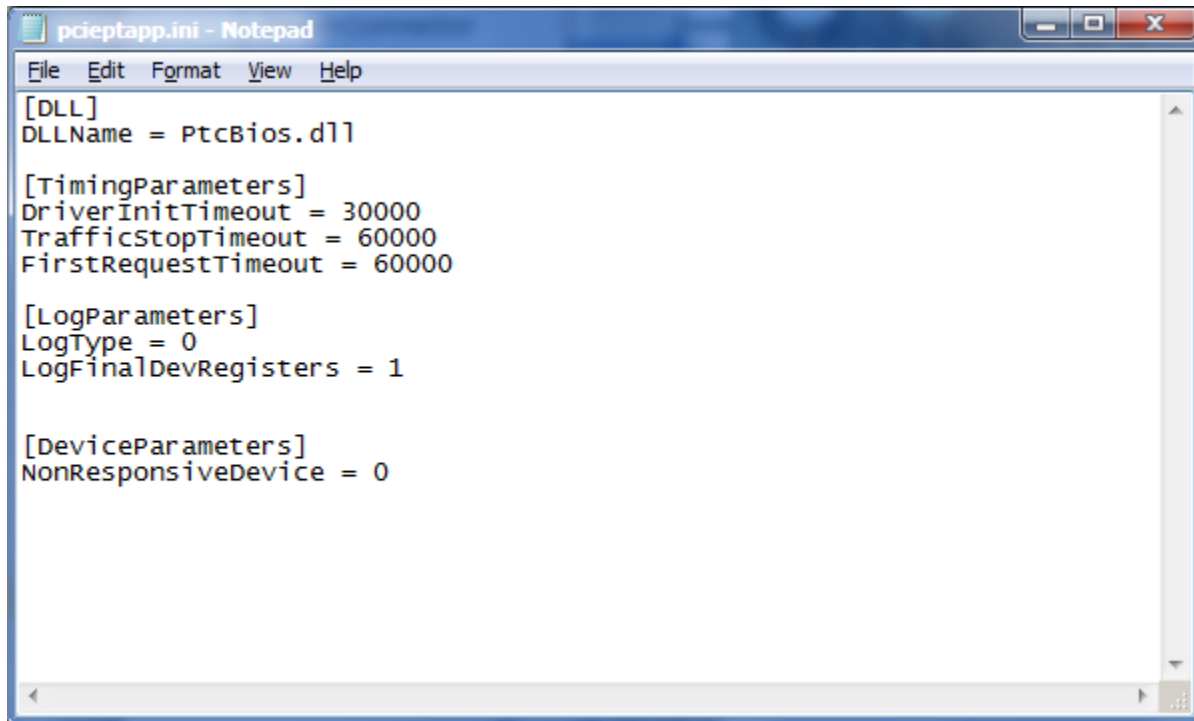 pcieptapp.ini - Notepad
File Edit Format View Help
[DLL]
DLLName = PtcBios.dll
[TimingParameters]
DriverInitTimeout = 30000
TrafficStopTimeout = 60000
FirstRequestTimeout = 60000
[LogParameters]
LogType = 0
LogFinalDevRegisters = 1
[DeviceParameters]
NonResponsiveDevice = 0